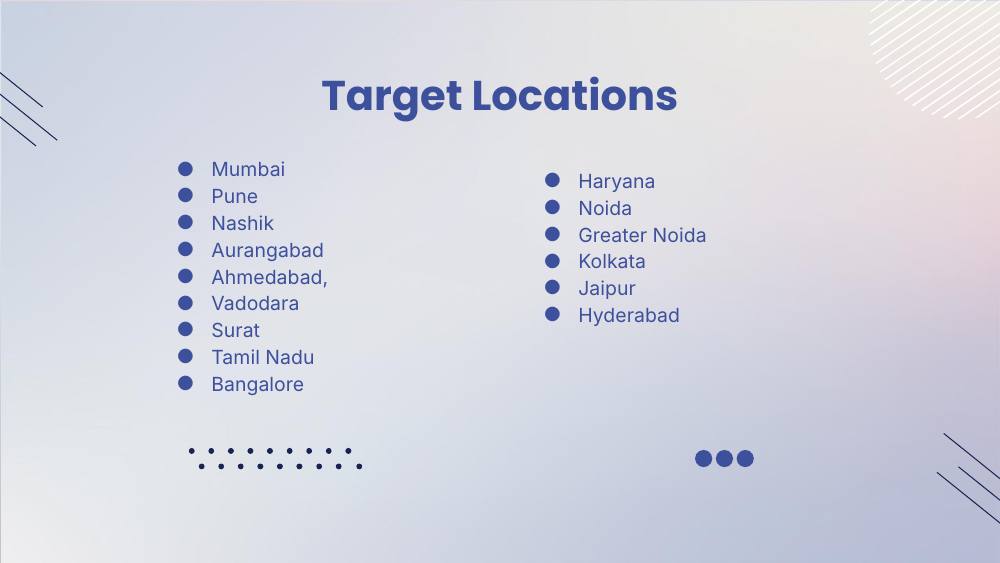 Target Locations
Mumbai
Pune
Nashik
Aurangabad
Ahmedabad,
Vadodara
Surat
Tamil Nadu
Bangalore
Haryana
Noida
Greater Noida
Kolkata
Jaipur
Hyderabad